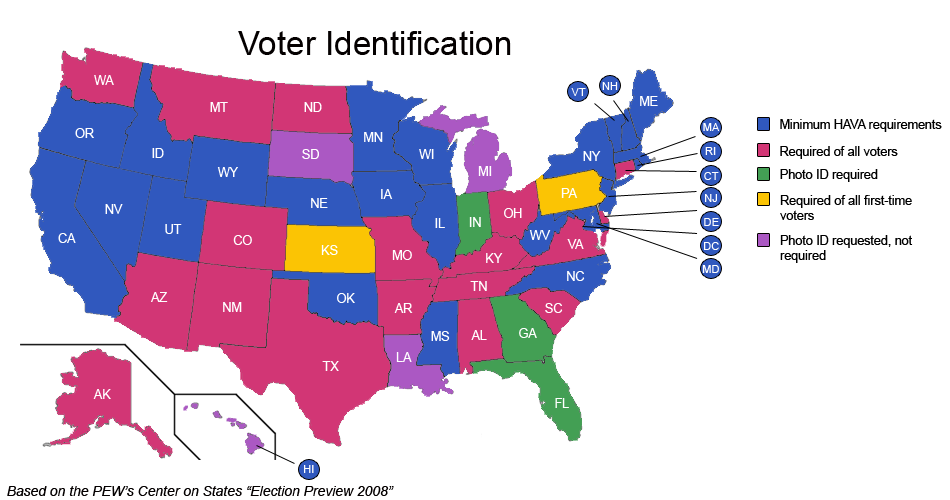 Voter Identification
WA
MT
ND
MN
VT
NH
ME
OR
ID
SD
WI
MI
NY
MA
RI
CT
NJ
DE
DC
MD
WY
NE
IA
PA
NV
UT
CO
KS
IL
IN
OH
WV
VA
CA
MO
KY
NC
AZ
NM
OK
AR
TN
SC
TX
LA
MS
AL
GA
FL
AK
HI
Minimum HAVA requirements
Required of all voters
Photo ID required
Required of all first-time
voters
Photo ID requested, not
required
Based on the PEW's Center on States “Election Preview 2008”